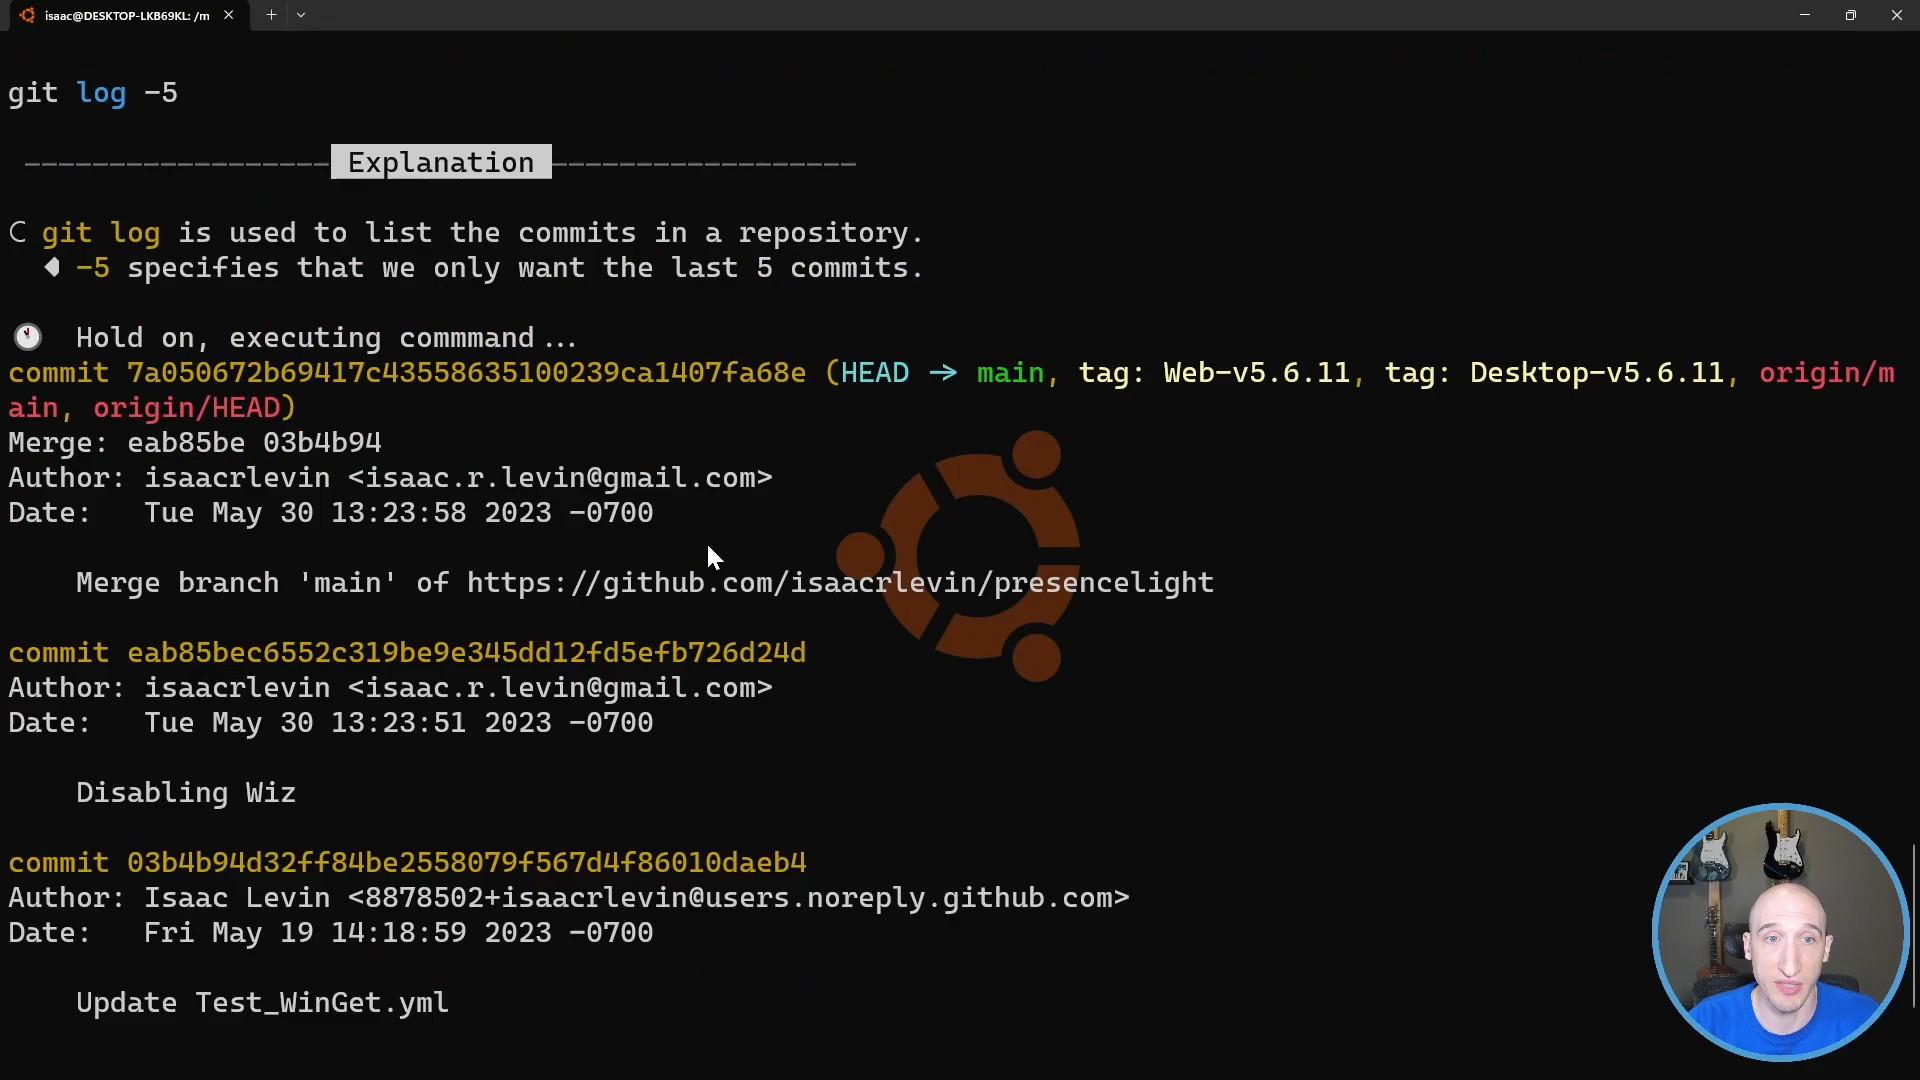 isaac@DESKTOP-LKB69KL: /m
git log -5
Explanation
git log is used to list the commits in a repository.
-5 specifies that we only want the last 5 commits.
Hold on, executing commmand...
commit 7a050672b69417c43558635100239ca1407fa68e (HEAD -> main, tag: Web-v5.6.11, tag: Desktop-v5.6.11, origin/m
ain, origin/HEAD)
Merge: eab85be 03b4b94
Author: isaacrlevin <isaac.r.levin@gmail.com>
Date:   Tue May 30 13:23:58 2023 -0700
Merge branch 'main' of https://github.com/isaacrlevin/presencelight
commit eab85bec6552c319be9e345dd12fd5efb726d24d
Author: isaacrlevin <isaac.r.levin@gmail.com>
Date:   Tue May 30 13:23:51 2023 -0700
Disabling Wiz
commit 03b4b94d32ff84be2558079f567d4f86010daeb4
Author: Isaac Levin <8878502+isaacrlevin@users.noreply.github.com>
Date:   Fri May 19 14:18:59 2023 -0700
Update Test_WinGet.yml